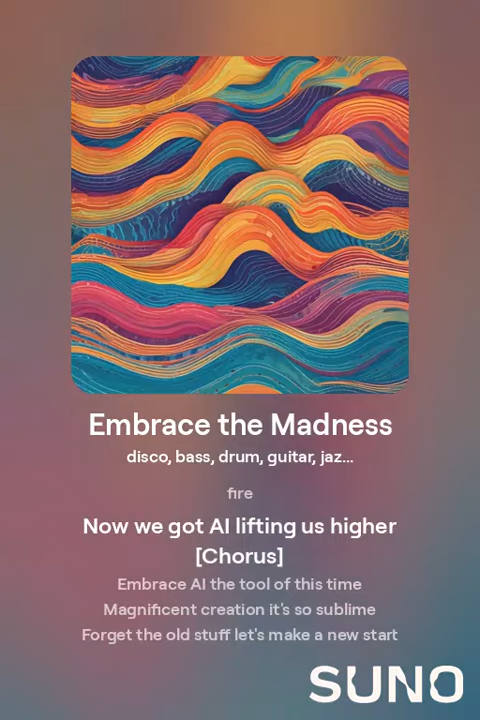 Embrace the Madness
disco, bass, drum, guitar, jaz...
fire
Now we got AI lifting us higher
[Chorus]
Embrace AI the tool of this time
Magnificent creation it's so sublime
Forget the old stuff let's make a new start
SUNO